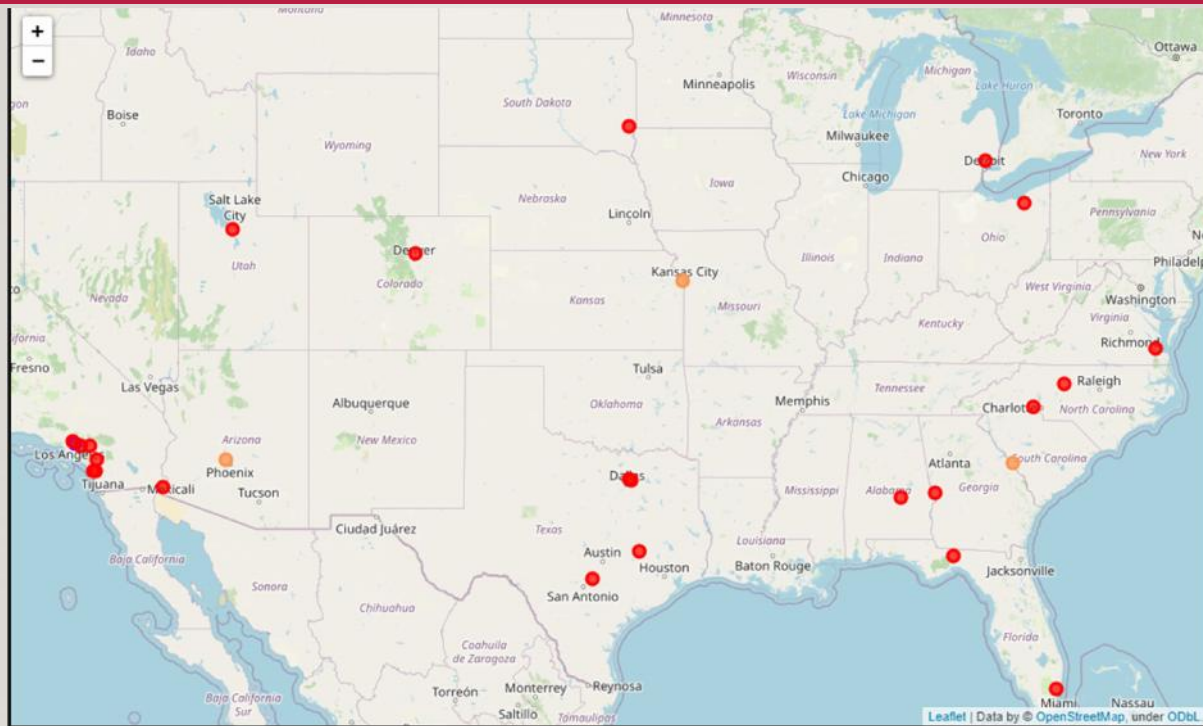 +
−
Montana
Minnesota
Ottawa
Idaho
Minneapolis
Wisconsin
Michigan
Lake Huron
Boise
South Dakota
Lake Michigan
Toronto
Milwaukee
Wyoming
Detroit
New York
Chicago
Iowa
Salt Lake
City
Nebraska
Lincoln
Pennsylvania
Ohio
Denver
Utah
Philadelp
Kansas City
Illinois
Indiana
Colorado
West Virginia
Nevada
Kansas
Missouri
Washington
Virginia
ifornia
Kentucky
Richmond
Fresno
Tulsa
Las Vegas
Raleigh
Tennessee
Albuquerque
Oklahoma
Memphis
Charlotte
North Carolina
Arkansas
Arizona
New Mexico
Los Angeles
South Carolina
Atlanta
Phoenix
Dallas
Tijuana
Mexicali
Tucson
Mississippi
Alabama
Georgia
Ciudad Juárez
Texas
Louisiana
Austin
Baja California
Houston
Baton Rouge
Jacksonville
Sonora
San Antonio
Chihuahua
Florida
Coahuila
de Zaragoza
Reynosa
Baja California
Sur
Torreón
Monterrey
Miami
Nassau
Saltillo
Tamaulipas
Leaflet | Data by © OpenStreetMap, under ODbL